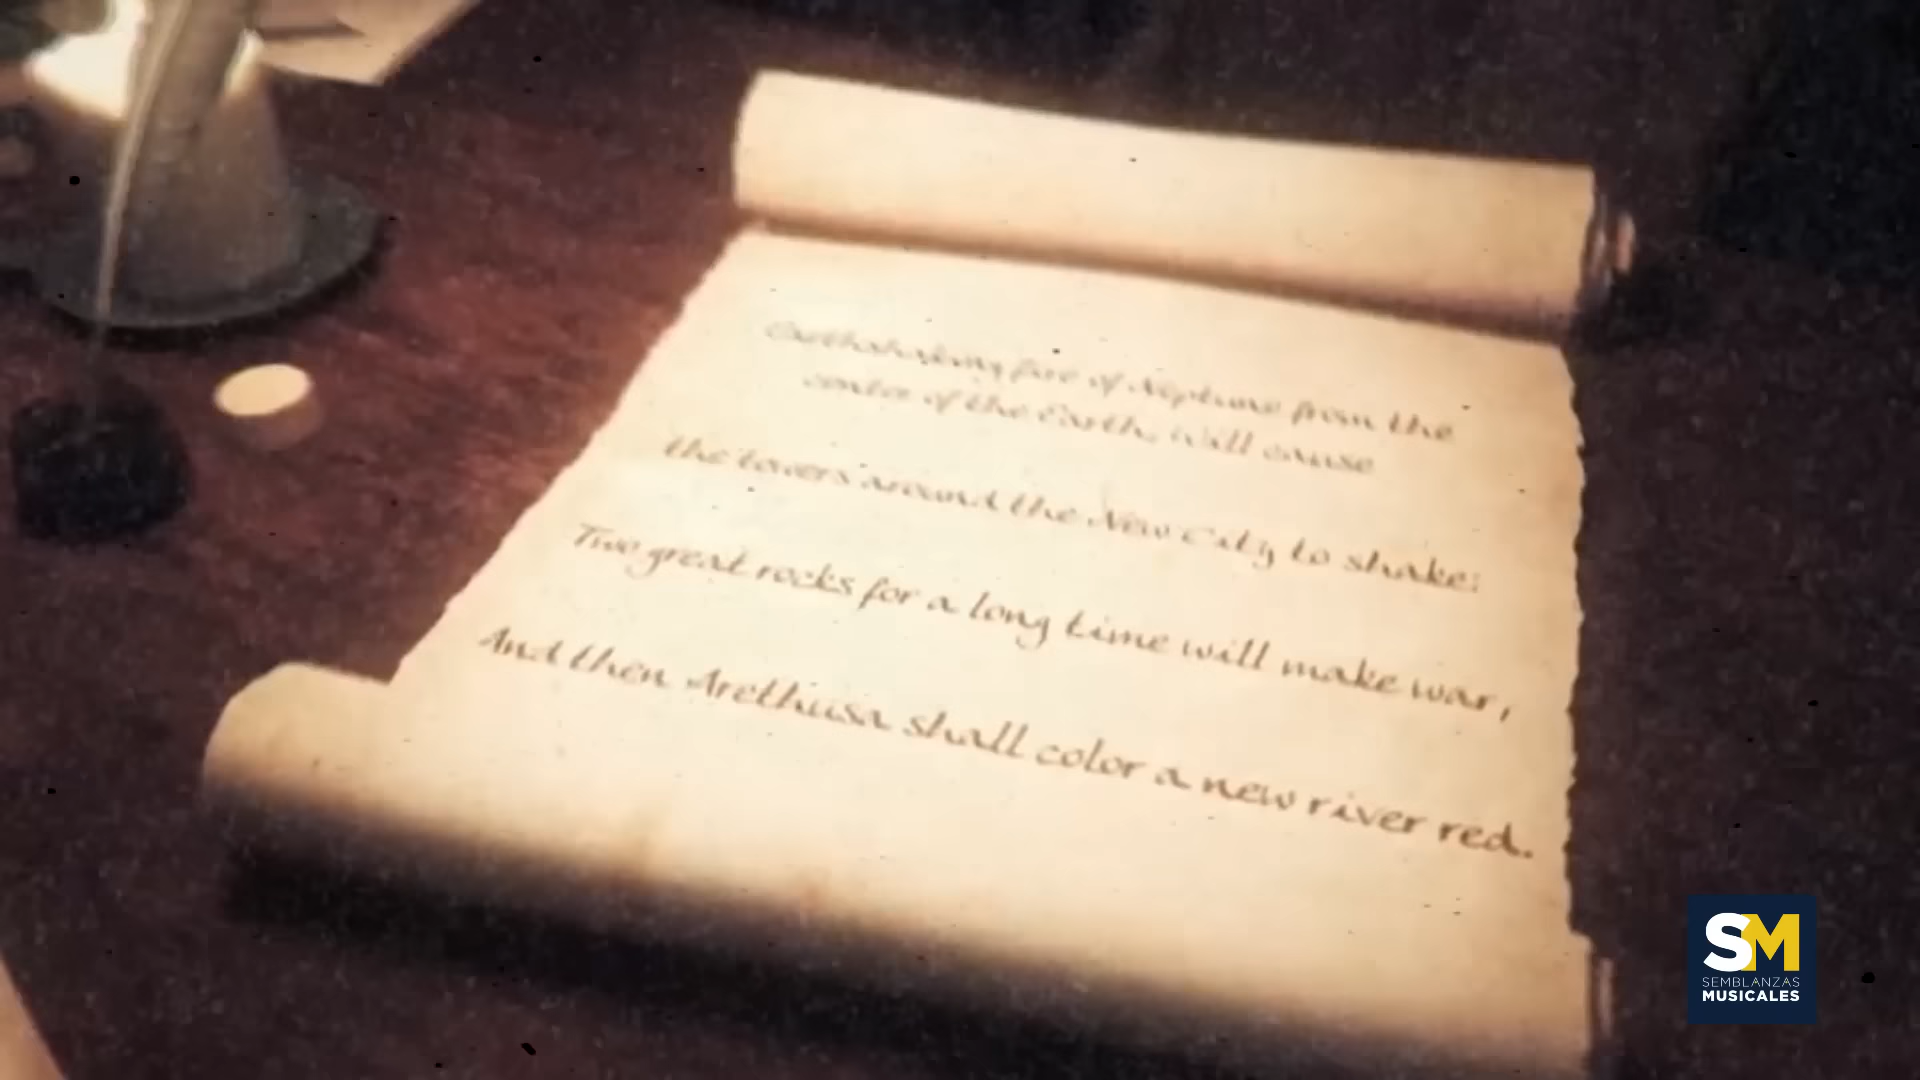 Earthshaking fire of Neptune from the
center of the Earth, will cause
the towers around the New City to shake:
Two great rocks for a long time will make war,
And then Arethusa shall color a new river red.
SM
SEMBLANZAS
MUSICALES